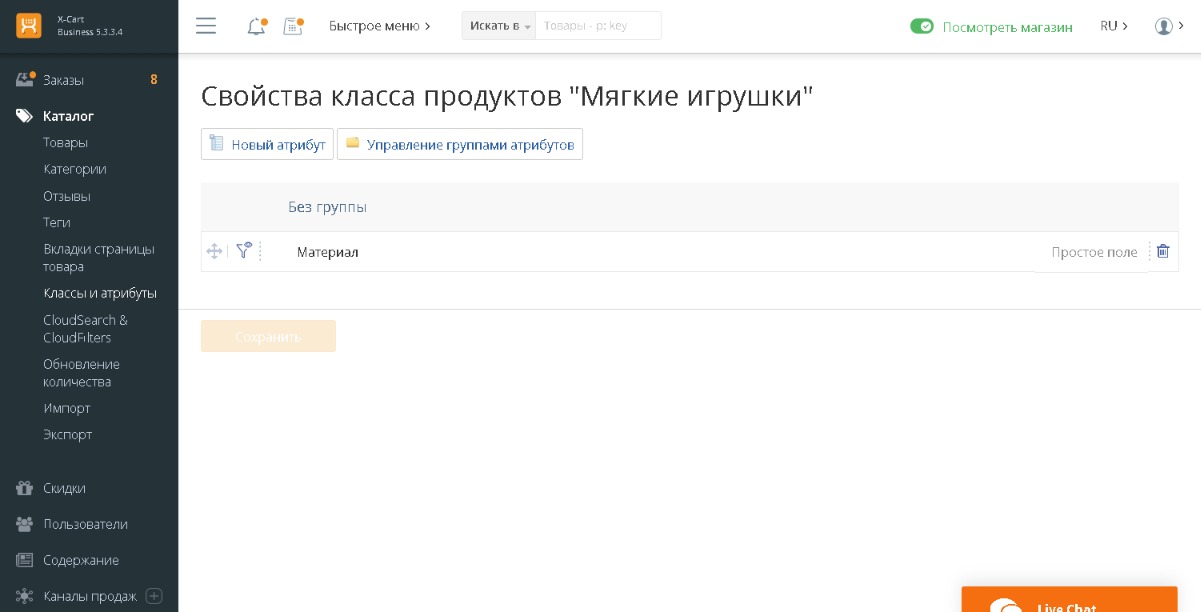 X-Cart
Business 5.3.3.4
Быстрое меню
Искать в
Товары - p: key
Посмотреть магазин
RU
Заказы
8
Каталог
Товары
Категории
Отзывы
Теги
Вкладки страницы
товара
Классы и атрибуты
CloudSearch &
CloudFilters
Обновление
количества
Импорт
Экспорт
Скидки
Пользователи
Содержание
Каналы продаж
Свойства класса продуктов "Мягкие игрушки"
Новый атрибут
Управление группами атрибутов
Без группы
Материал
Простое поле
Сохранить
Live Chat